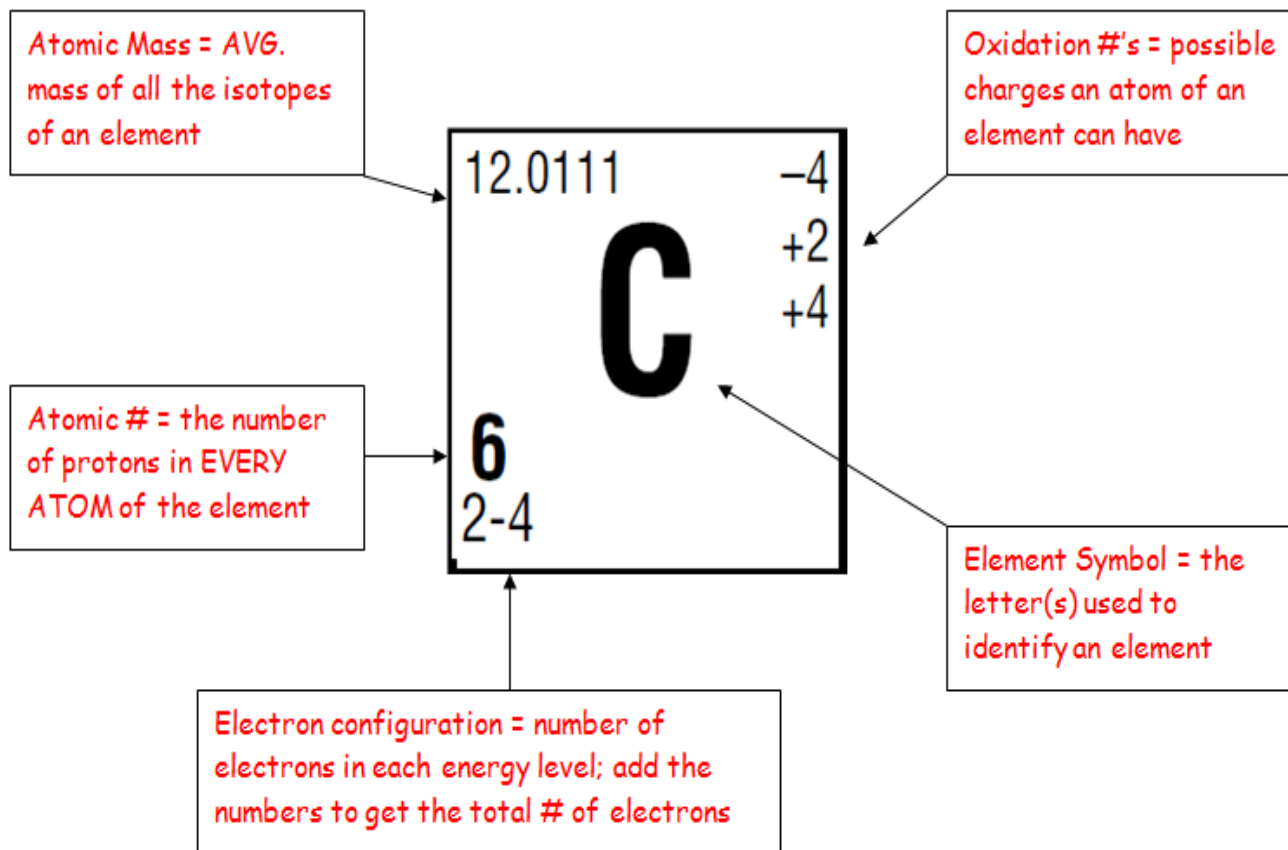 Atomic Mass = AVG.
mass of all the isotopes
of an element
Oxidation #'s = possible
charges an atom of an
element can have
12.0111
–4
+2
+4
C
Atomic # = the number
of protons in EVERY
ATOM of the element
6
2-4
Element Symbol = the
letter(s) used to
identify an element
Electron configuration = number of
electrons in each energy level; add the
numbers to get the total # of electrons